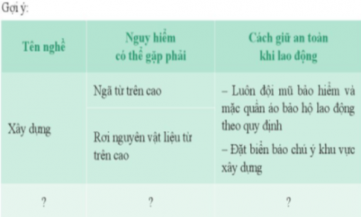 Gợi ý:
Tên nghề
Nguy hiểm
có thể gặp phải
Cách giữ an toàn
khi lao động
Xây dựng
Ngã từ trên cao
Rơi nguyên vật liệu từ
trên cao
– Luôn đội mũ bảo hiểm và
mặc quần áo bảo hộ lao động
theo quy định
– Đặt biển báo chú ý khu vực
xây dựng
?
?
?